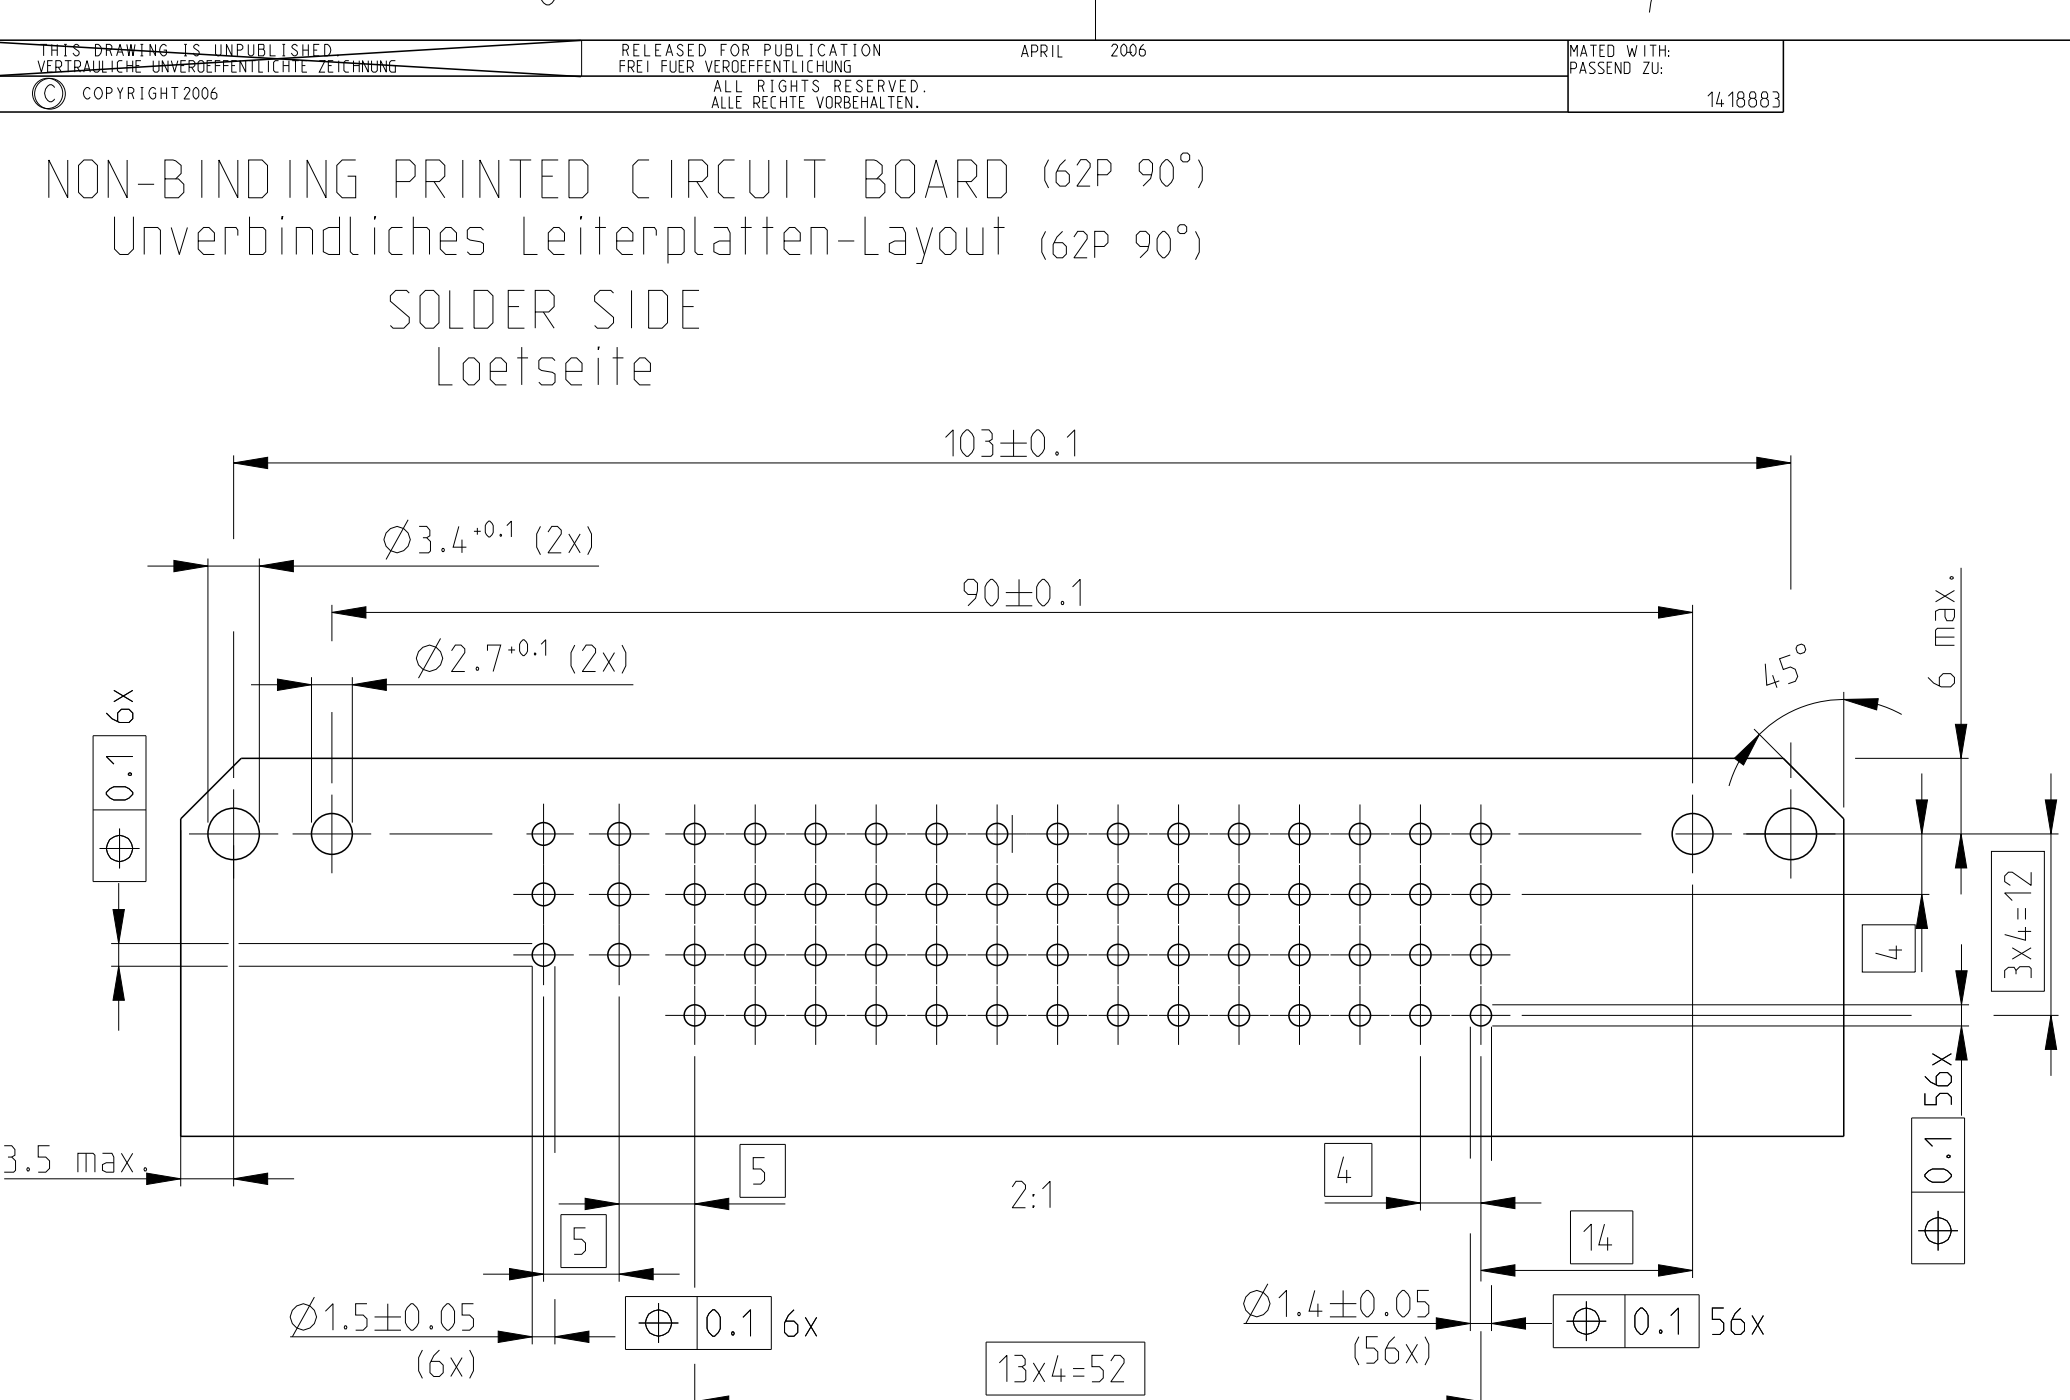 THIS DRAWING IS UNPUBLISHED
VERTRAULICHE UNVEROEFFENTLICHTE ZEICHNUNG
RELEASED FOR PUBLICATION
FREI FUER VEROEFFENTLICHUNG
APRIL 2006
MATED WITH:
PASSEND ZU:
1418883
© COPYRIGHT 2006
ALL RIGHTS RESERVED.
ALLE RECHTE VORBEHALTEN.
NON-BINDING PRINTED CIRCUIT BOARD (62P 90°)
Unverbindliches Leiterplatten-Layout (62P 90°)
SOLDER SIDE
Loetseite
103±0.1
Ø3.4+0.1 (2x)
90±0.1
Ø2.7+0.1 (2x)
45°
6 max.
⌖ 0.1 6x
4
3x4=12
⌖ 0.1 56x
3.5 max.
5
4
2:1
5
14
Ø1.5±0.05
(6x)
⌖ 0.1 6x
Ø1.4±0.05
(56x)
⌖ 0.1 56x
13x4=52